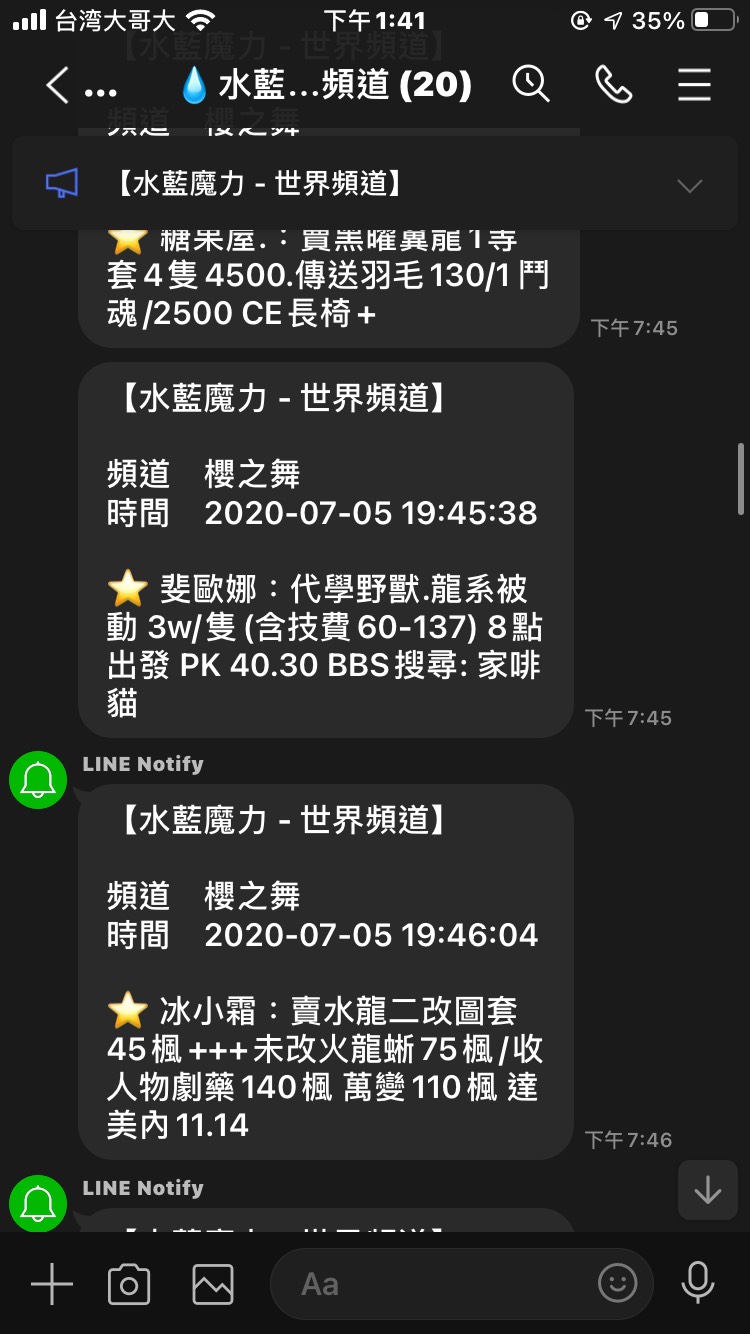 台湾大哥大 下午1:41 35%
... 💧水藍...頻道 (20)
頻道 櫻之舞
【水藍魔力 - 世界頻道】
⭐ 糖果屋.：賣黑曜翼龍1等
套4隻4500.傳送羽毛130/1鬥
魂/2500 CE長椅+
下午7:45
【水藍魔力 - 世界頻道】
頻道 櫻之舞
時間 2020-07-05 19:45:38
⭐ 斐歐娜：代學野獸.龍系被
動 3w/隻 (含技費60-137) 8點
出發 PK 40.30 BBS搜尋: 家啡
貓
下午7:45
LINE Notify
【水藍魔力 - 世界頻道】
頻道 櫻之舞
時間 2020-07-05 19:46:04
⭐ 冰小霜：賣水龍二改圖套
45楓+++未改火龍蜥75楓/收
人物劇藥140楓 萬變110楓 達
美內11.14
下午7:46
LINE Notify
Aa